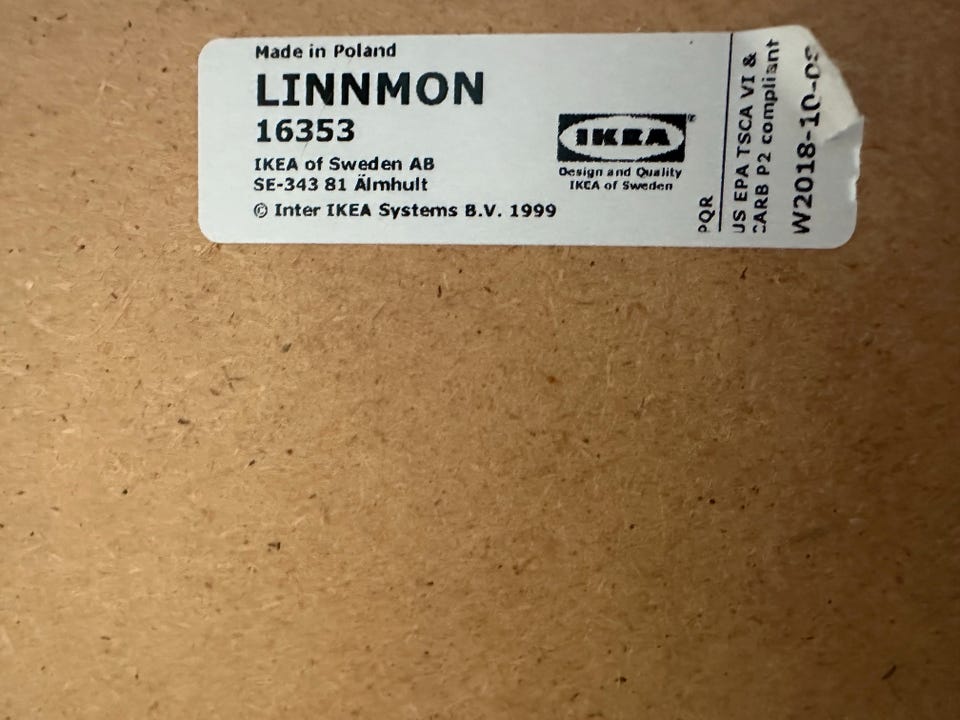 Made in Poland
LINNMON
16353
IKEA of Sweden AB
SE-343 81 Älmhult
© Inter IKEA Systems B.V. 1999
IKEA
®
Design and Quality
IKEA of Sweden
PQR
US EPA TSCA VI &
CARB P2 compliant
W2018-10-08